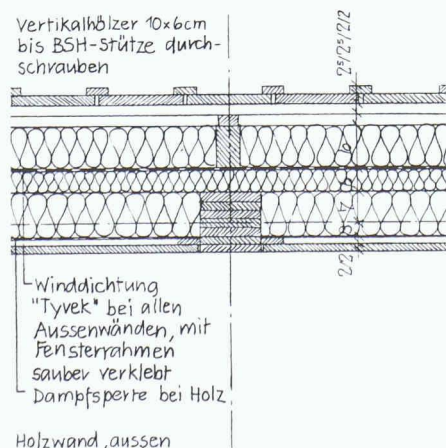 Vertikalhölzer 10x6cm
bis BSH-Stütze durch-
schrauben
Winddichtung
"Tyvek" bei allen
Aussenwänden, mit
Fensterrahmen
sauber verklebt
Dampfsperte bei Holz
Holzwand, aussen